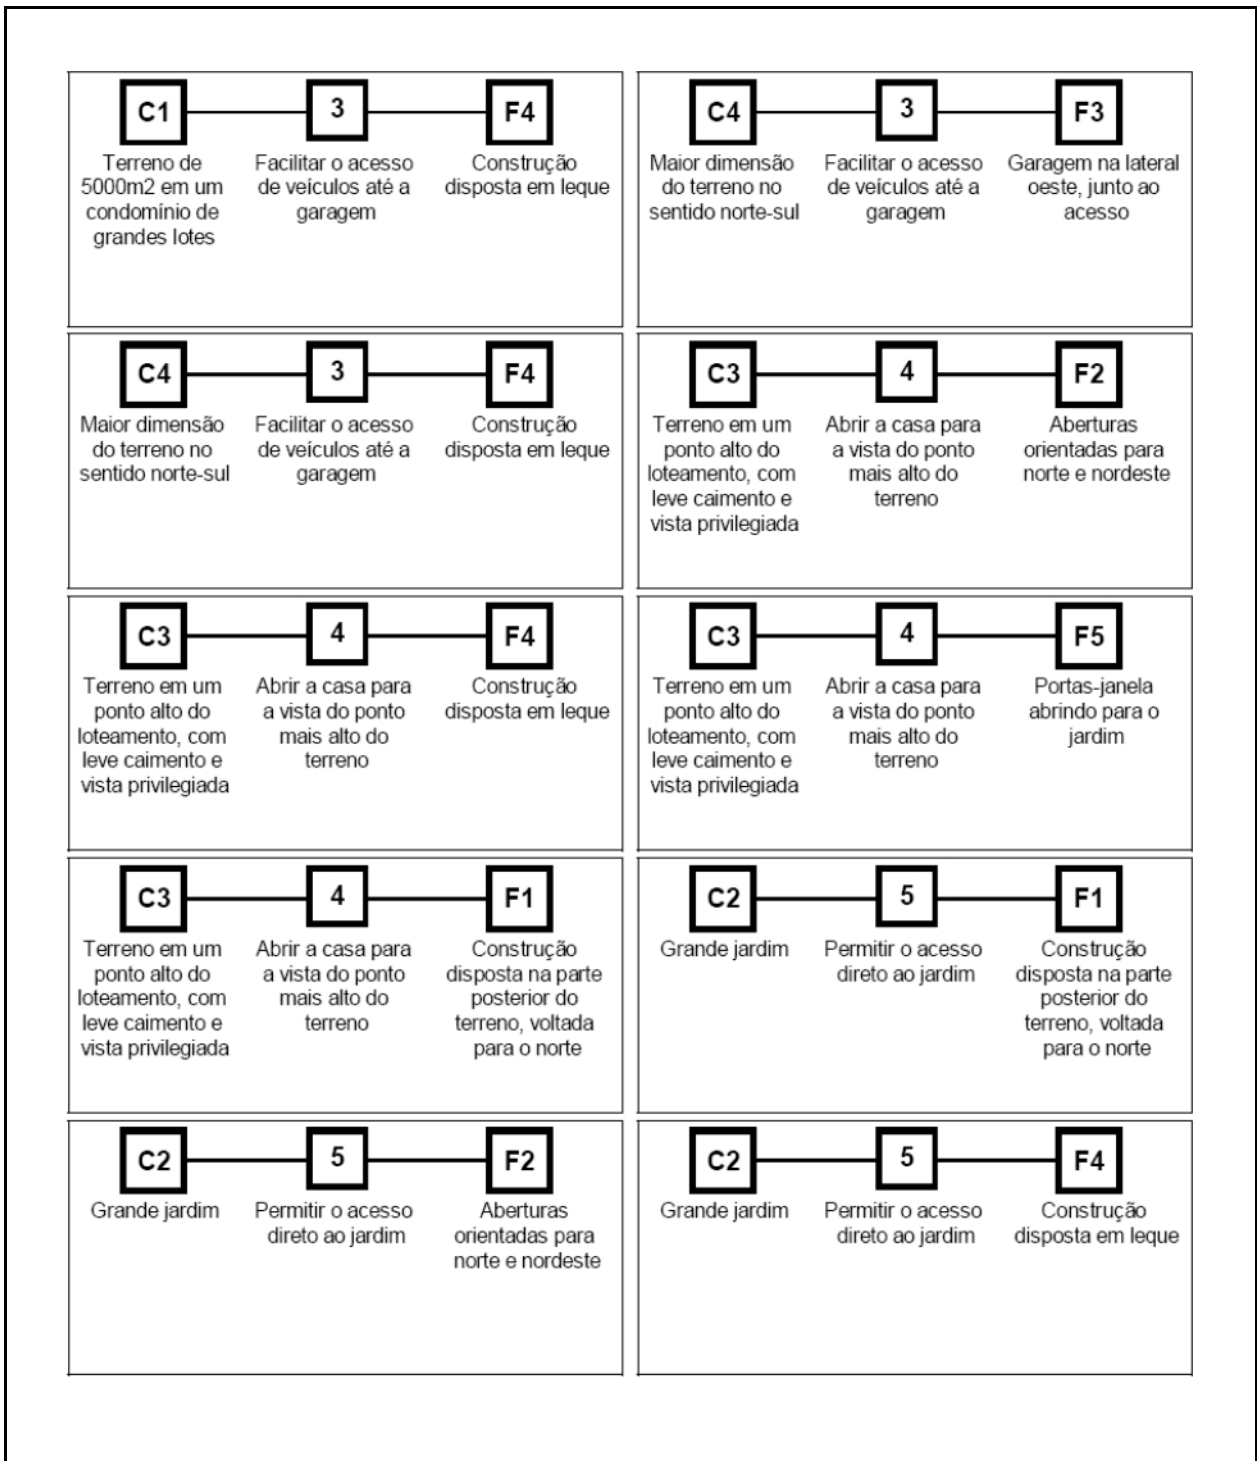 C1
3
F4
Terreno de
5000m2 em um
condomínio de
grandes lotes
Facilitar o acesso
de veículos até a
garagem
Construção
disposta em leque
C4
3
F3
Maior dimensão
do terreno no
sentido norte-sul
Facilitar o acesso
de veículos até a
garagem
Garagem na lateral
oeste, junto ao
acesso
C4
3
F4
Maior dimensão
do terreno no
sentido norte-sul
Facilitar o acesso
de veículos até a
garagem
Construção
disposta em leque
C3
4
F2
Terreno em um
ponto alto do
loteamento, com
leve caimento e
vista privilegiada
Abrir a casa para
a vista do ponto
mais alto do
terreno
Aberturas
orientadas para
norte e nordeste
C3
4
F4
Terreno em um
ponto alto do
loteamento, com
leve caimento e
vista privilegiada
Abrir a casa para
a vista do ponto
mais alto do
terreno
Construção
disposta em leque
C3
4
F5
Terreno em um
ponto alto do
loteamento, com
leve caimento e
vista privilegiada
Abrir a casa para
a vista do ponto
mais alto do
terreno
Portas-janela
abrindo para o
jardim
C3
4
F1
Terreno em um
ponto alto do
loteamento, com
leve caimento e
vista privilegiada
Abrir a casa para
a vista do ponto
mais alto do
terreno
Construção
disposta na parte
posterior do
terreno, voltada
para o norte
C2
5
F1
Grande jardim
Permitir o acesso
direto ao jardim
Construção
disposta na parte
posterior do
terreno, voltada
para o norte
C2
5
F2
Grande jardim
Permitir o acesso
direto ao jardim
Aberturas
orientadas para
norte e nordeste
C2
5
F4
Grande jardim
Permitir o acesso
direto ao jardim
Construção
disposta em leque